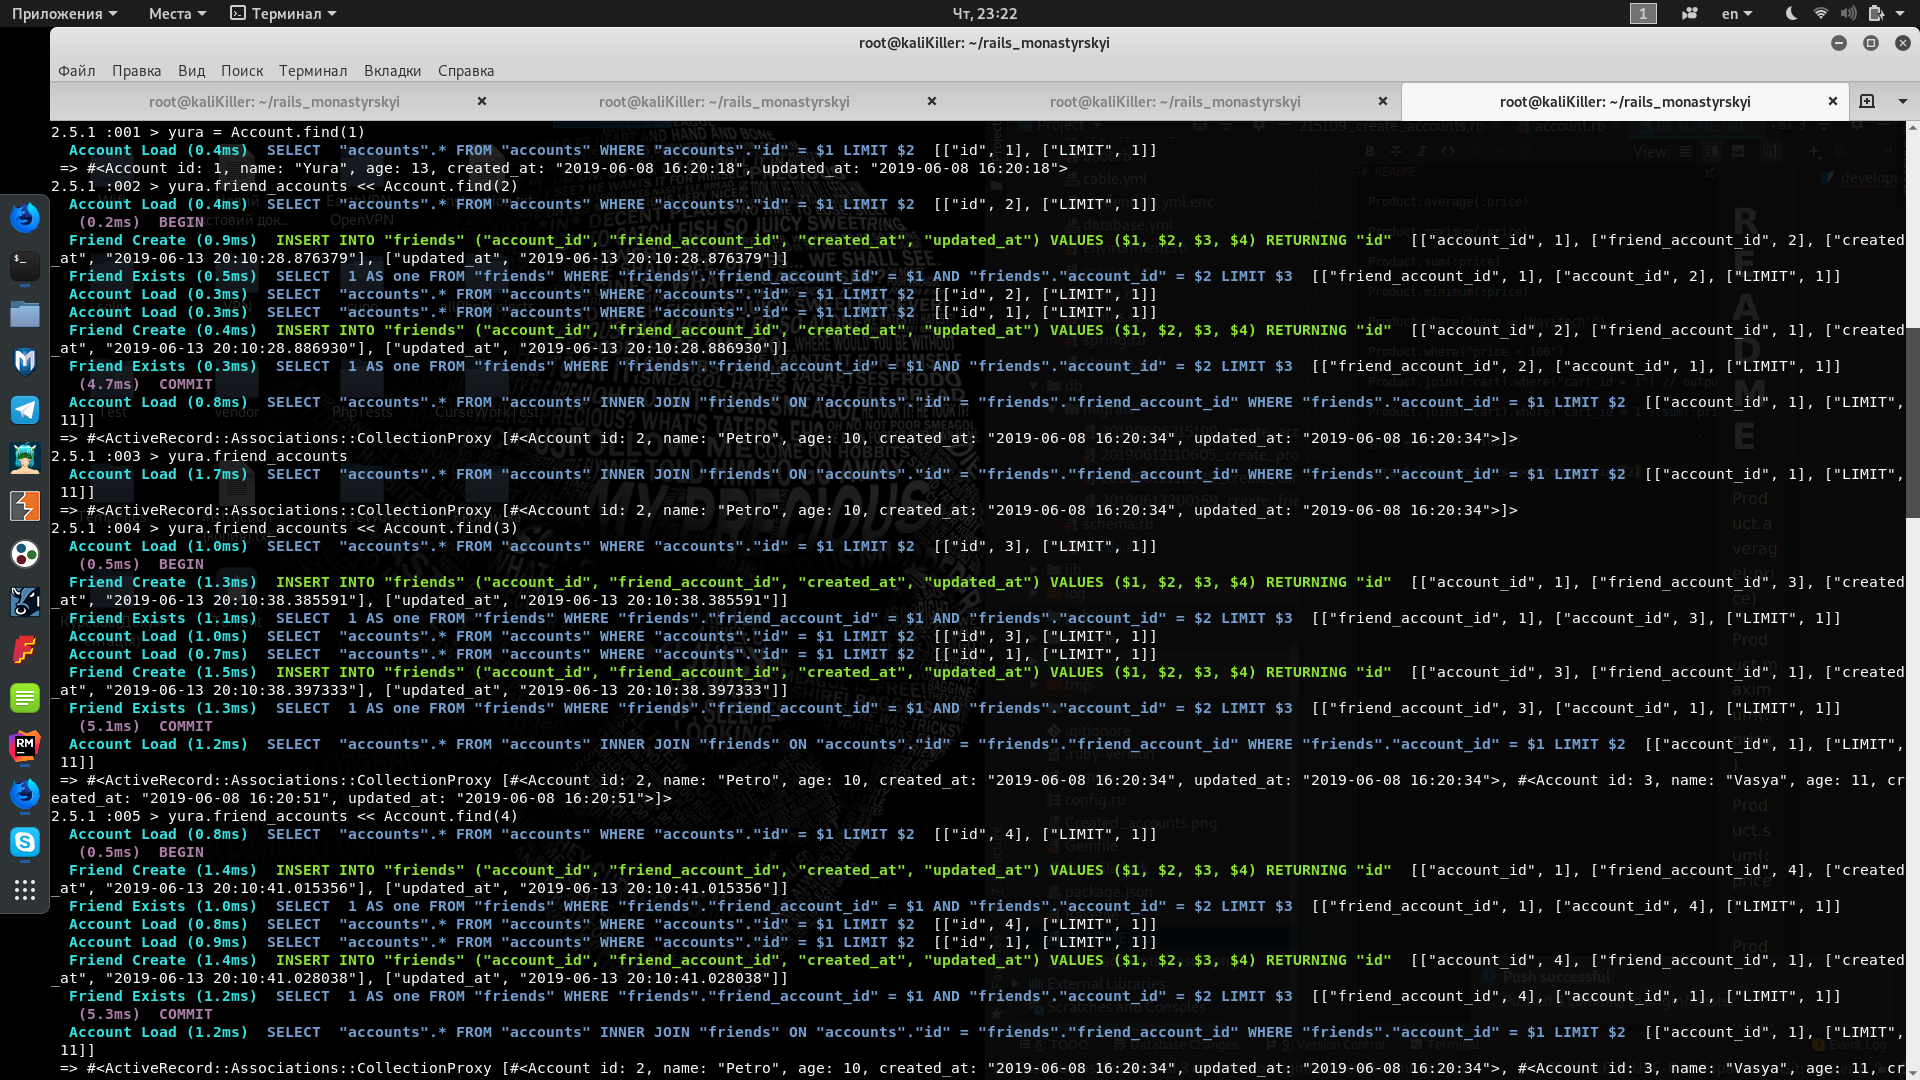 Приложения Места Терминал Чт, 23:22 1 en
root@kaliKiller: ~/rails_monastyrskyi
Файл Правка Вид Поиск Терминал Вкладки Справка
root@kaliKiller: ~/rails_monastyrskyi root@kaliKiller: ~/rails_monastyrskyi root@kaliKiller: ~/rails_monastyrskyi root@kaliKiller: ~/rails_monastyrskyi
2.5.1 :001 > yura = Account.find(1)
Account Load (0.4ms) SELECT "accounts".* FROM "accounts" WHERE "accounts"."id" = $1 LIMIT $2 [["id", 1], ["LIMIT", 1]]
=> #<Account id: 1, name: "Yura", age: 13, created_at: "2019-06-08 16:20:18", updated_at: "2019-06-08 16:20:18">
2.5.1 :002 > yura.friend_accounts << Account.find(2)
Account Load (0.4ms) SELECT "accounts".* FROM "accounts" WHERE "accounts"."id" = $1 LIMIT $2 [["id", 2], ["LIMIT", 1]]
(0.2ms) BEGIN
Friend Create (0.9ms) INSERT INTO "friends" ("account_id", "friend_account_id", "created_at", "updated_at") VALUES ($1, $2, $3, $4) RETURNING "id" [["account_id", 1], ["friend_account_id", 2], ["created
_at", "2019-06-13 20:10:28.876379"], ["updated_at", "2019-06-13 20:10:28.876379"]]
Friend Exists (0.5ms) SELECT 1 AS one FROM "friends" WHERE "friends"."friend_account_id" = $1 AND "friends"."account_id" = $2 LIMIT $3 [["friend_account_id", 1], ["account_id", 2], ["LIMIT", 1]]
Account Load (0.3ms) SELECT "accounts".* FROM "accounts" WHERE "accounts"."id" = $1 LIMIT $2 [["id", 2], ["LIMIT", 1]]
Account Load (0.3ms) SELECT "accounts".* FROM "accounts" WHERE "accounts"."id" = $1 LIMIT $2 [["id", 1], ["LIMIT", 1]]
Friend Create (0.4ms) INSERT INTO "friends" ("account_id", "friend_account_id", "created_at", "updated_at") VALUES ($1, $2, $3, $4) RETURNING "id" [["account_id", 2], ["friend_account_id", 1], ["created
_at", "2019-06-13 20:10:28.886930"], ["updated_at", "2019-06-13 20:10:28.886930"]]
Friend Exists (0.3ms) SELECT 1 AS one FROM "friends" WHERE "friends"."friend_account_id" = $1 AND "friends"."account_id" = $2 LIMIT $3 [["friend_account_id", 2], ["account_id", 1], ["LIMIT", 1]]
(4.7ms) COMMIT
Account Load (0.8ms) SELECT "accounts".* FROM "accounts" INNER JOIN "friends" ON "accounts"."id" = "friends"."friend_account_id" WHERE "friends"."account_id" = $1 LIMIT $2 [["account_id", 1], ["LIMIT",
11]]
=> #<ActiveRecord::Associations::CollectionProxy [#<Account id: 2, name: "Petro", age: 10, created_at: "2019-06-08 16:20:34", updated_at: "2019-06-08 16:20:34">]>
2.5.1 :003 > yura.friend_accounts
Account Load (1.7ms) SELECT "accounts".* FROM "accounts" INNER JOIN "friends" ON "accounts"."id" = "friends"."friend_account_id" WHERE "friends"."account_id" = $1 LIMIT $2 [["account_id", 1], ["LIMIT",
11]]
=> #<ActiveRecord::Associations::CollectionProxy [#<Account id: 2, name: "Petro", age: 10, created_at: "2019-06-08 16:20:34", updated_at: "2019-06-08 16:20:34">]>
2.5.1 :004 > yura.friend_accounts << Account.find(3)
Account Load (1.0ms) SELECT "accounts".* FROM "accounts" WHERE "accounts"."id" = $1 LIMIT $2 [["id", 3], ["LIMIT", 1]]
(0.5ms) BEGIN
Friend Create (1.3ms) INSERT INTO "friends" ("account_id", "friend_account_id", "created_at", "updated_at") VALUES ($1, $2, $3, $4) RETURNING "id" [["account_id", 1], ["friend_account_id", 3], ["created
_at", "2019-06-13 20:10:38.385591"], ["updated_at", "2019-06-13 20:10:38.385591"]]
Friend Exists (1.1ms) SELECT 1 AS one FROM "friends" WHERE "friends"."friend_account_id" = $1 AND "friends"."account_id" = $2 LIMIT $3 [["friend_account_id", 1], ["account_id", 3], ["LIMIT", 1]]
Account Load (1.0ms) SELECT "accounts".* FROM "accounts" WHERE "accounts"."id" = $1 LIMIT $2 [["id", 3], ["LIMIT", 1]]
Account Load (0.7ms) SELECT "accounts".* FROM "accounts" WHERE "accounts"."id" = $1 LIMIT $2 [["id", 1], ["LIMIT", 1]]
Friend Create (1.5ms) INSERT INTO "friends" ("account_id", "friend_account_id", "created_at", "updated_at") VALUES ($1, $2, $3, $4) RETURNING "id" [["account_id", 3], ["friend_account_id", 1], ["created
_at", "2019-06-13 20:10:38.397333"], ["updated_at", "2019-06-13 20:10:38.397333"]]
Friend Exists (1.3ms) SELECT 1 AS one FROM "friends" WHERE "friends"."friend_account_id" = $1 AND "friends"."account_id" = $2 LIMIT $3 [["friend_account_id", 3], ["account_id", 1], ["LIMIT", 1]]
(5.1ms) COMMIT
Account Load (1.2ms) SELECT "accounts".* FROM "accounts" INNER JOIN "friends" ON "accounts"."id" = "friends"."friend_account_id" WHERE "friends"."account_id" = $1 LIMIT $2 [["account_id", 1], ["LIMIT",
11]]
=> #<ActiveRecord::Associations::CollectionProxy [#<Account id: 2, name: "Petro", age: 10, created_at: "2019-06-08 16:20:34", updated_at: "2019-06-08 16:20:34">, #<Account id: 3, name: "Vasya", age: 11, cr
eated_at: "2019-06-08 16:20:51", updated_at: "2019-06-08 16:20:51">]>
2.5.1 :005 > yura.friend_accounts << Account.find(4)
Account Load (0.8ms) SELECT "accounts".* FROM "accounts" WHERE "accounts"."id" = $1 LIMIT $2 [["id", 4], ["LIMIT", 1]]
(0.5ms) BEGIN
Friend Create (1.4ms) INSERT INTO "friends" ("account_id", "friend_account_id", "created_at", "updated_at") VALUES ($1, $2, $3, $4) RETURNING "id" [["account_id", 1], ["friend_account_id", 4], ["created
_at", "2019-06-13 20:10:41.015356"], ["updated_at", "2019-06-13 20:10:41.015356"]]
Friend Exists (1.0ms) SELECT 1 AS one FROM "friends" WHERE "friends"."friend_account_id" = $1 AND "friends"."account_id" = $2 LIMIT $3 [["friend_account_id", 1], ["account_id", 4], ["LIMIT", 1]]
Account Load (0.8ms) SELECT "accounts".* FROM "accounts" WHERE "accounts"."id" = $1 LIMIT $2 [["id", 4], ["LIMIT", 1]]
Account Load (0.9ms) SELECT "accounts".* FROM "accounts" WHERE "accounts"."id" = $1 LIMIT $2 [["id", 1], ["LIMIT", 1]]
Friend Create (1.4ms) INSERT INTO "friends" ("account_id", "friend_account_id", "created_at", "updated_at") VALUES ($1, $2, $3, $4) RETURNING "id" [["account_id", 4], ["friend_account_id", 1], ["created
_at", "2019-06-13 20:10:41.028038"], ["updated_at", "2019-06-13 20:10:41.028038"]]
Friend Exists (1.2ms) SELECT 1 AS one FROM "friends" WHERE "friends"."friend_account_id" = $1 AND "friends"."account_id" = $2 LIMIT $3 [["friend_account_id", 4], ["account_id", 1], ["LIMIT", 1]]
(5.3ms) COMMIT
Account Load (1.2ms) SELECT "accounts".* FROM "accounts" INNER JOIN "friends" ON "accounts"."id" = "friends"."friend_account_id" WHERE "friends"."account_id" = $1 LIMIT $2 [["account_id", 1], ["LIMIT",
11]]
=> #<ActiveRecord::Associations::CollectionProxy [#<Account id: 2, name: "Petro", age: 10, created_at: "2019-06-08 16:20:34", updated_at: "2019-06-08 16:20:34">, #<Account id: 3, name: "Vasya", age: 11, cr